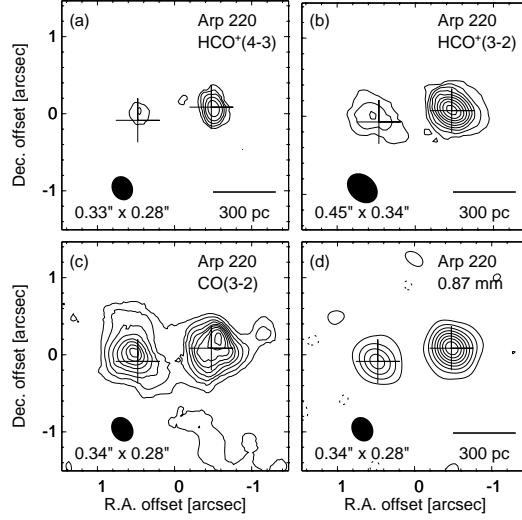 (a) Arp 220
HCO+(4-3)
Dec. offset [arcsec]
0
-1
0.33" x 0.28"
300 pc
(b) Arp 220
HCO+(3-2)
0.45" x 0.34"
300 pc
(c) Arp 220
CO(3-2)
Dec. offset [arcsec]
1
0
-1
0.34" x 0.28"
1 0 -1
R.A. offset [arcsec]
(d) Arp 220
0.87 mm
0.34" x 0.28"
300 pc
1 0 -1
R.A. offset [arcsec]